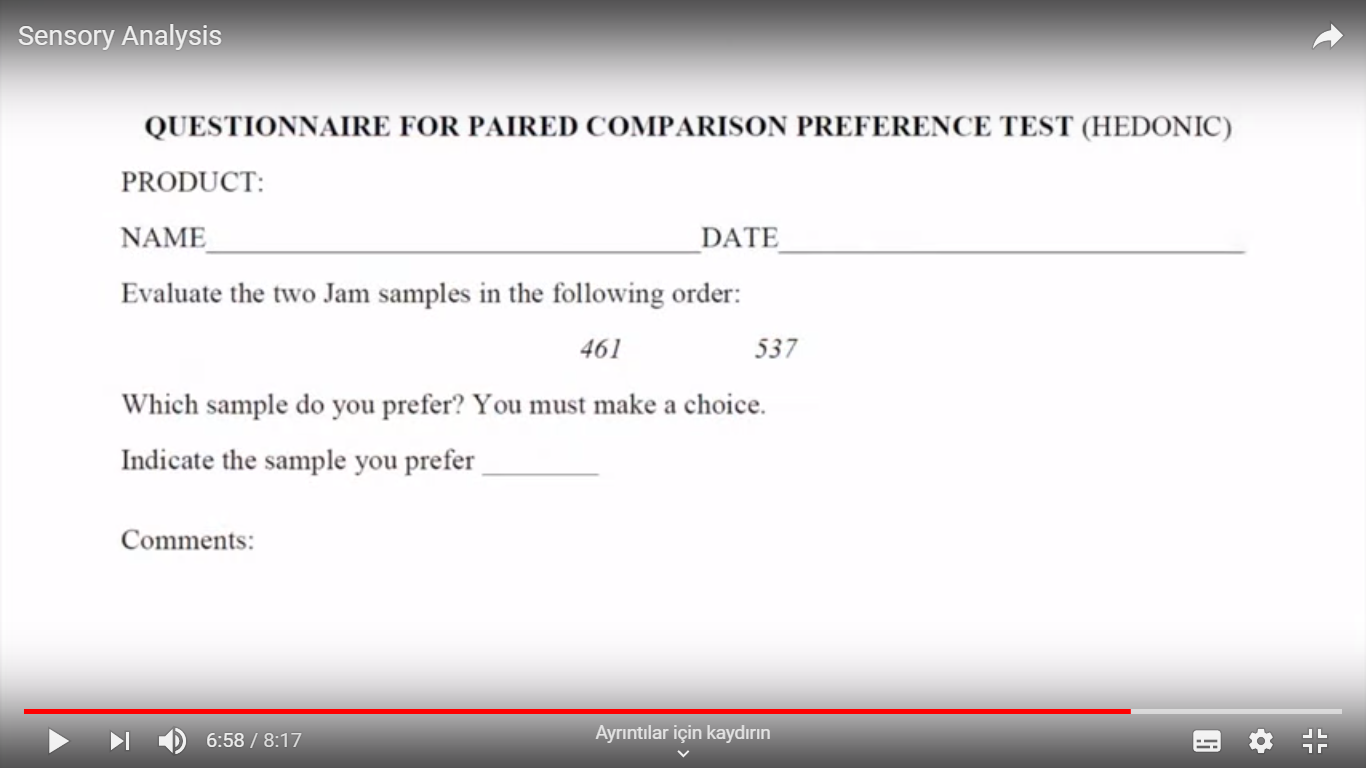 Sensory Analysis
QUESTIONNAIRE FOR PAIRED COMPARISON PREFERENCE TEST (HEDONIC)
PRODUCT:
NAME____________________DATE____________________
Evaluate the two Jam samples in the following order:
461 537
Which sample do you prefer? You must make a choice.
Indicate the sample you prefer ________
Comments:
6:58 / 8:17
Ayrıntılar için kaydırın